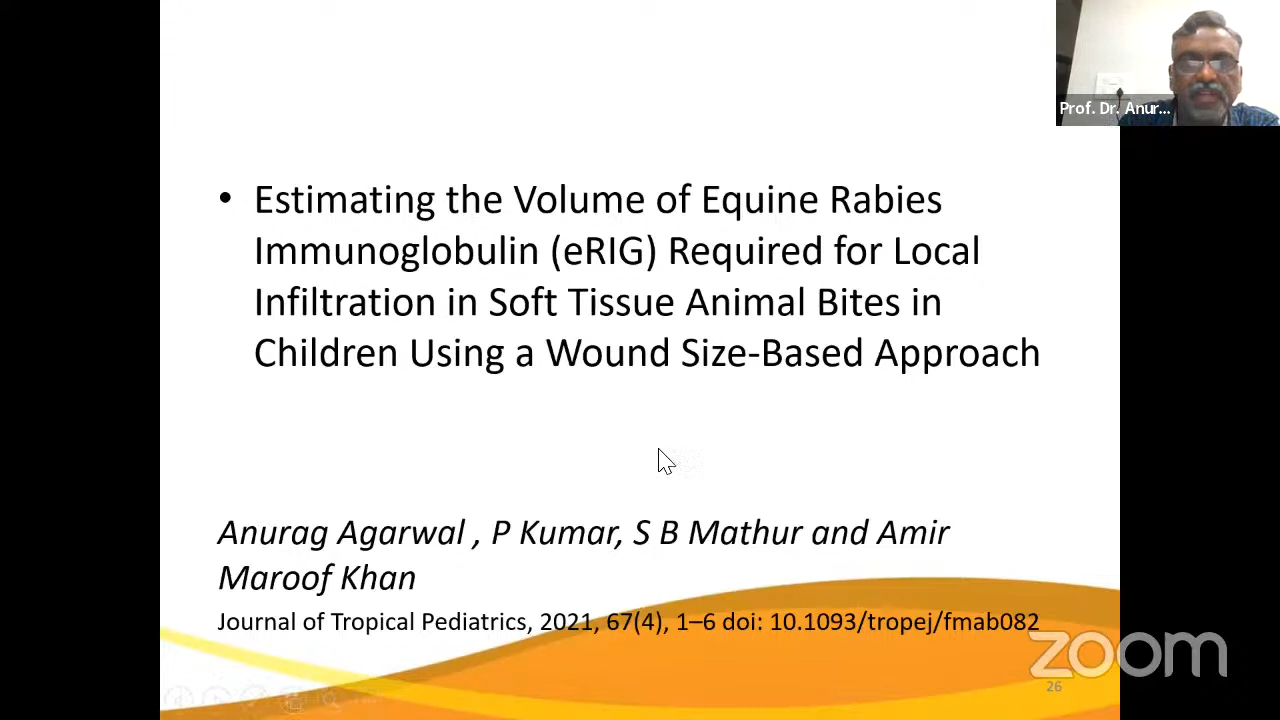 Prof. Dr. Anur...
• Estimating the Volume of Equine Rabies
Immunoglobulin (eRIG) Required for Local
Infiltration in Soft Tissue Animal Bites in
Children Using a Wound Size-Based Approach
Anurag Agarwal , P Kumar, S B Mathur and Amir
Maroof Khan
Journal of Tropical Pediatrics, 2021, 67(4), 1–6 doi: 10.1093/tropej/fmab082
zoom
26